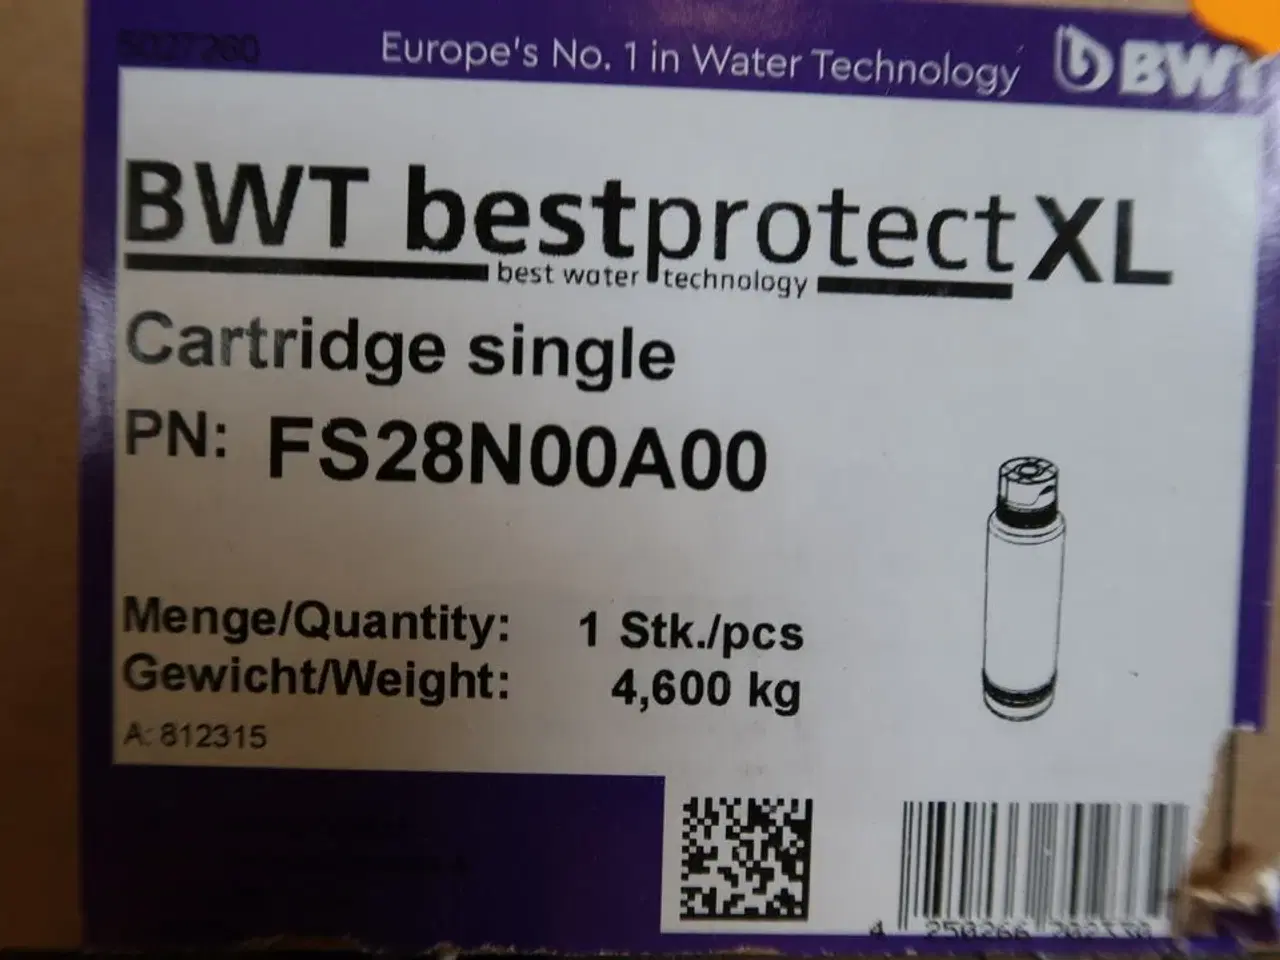 5027260
Europe's No. 1 in Water Technology
BWT
BWT bestprotect XL
best water technology
Cartridge single
PN: FS28N00A00
Menge/Quantity: 1 Stk./pcs
Gewicht/Weight: 4,600 kg
A: 812315